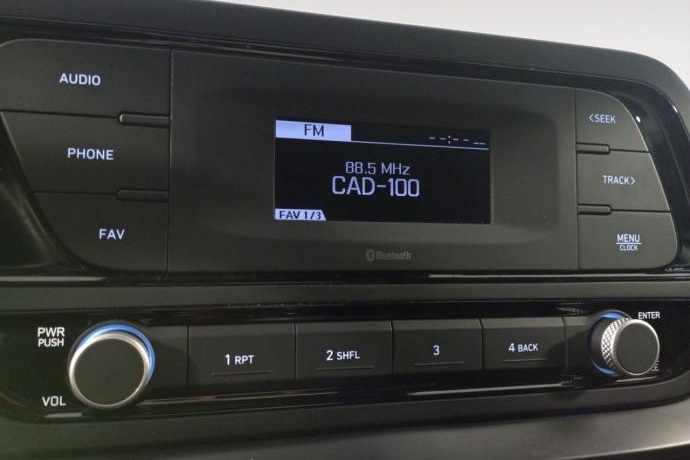 AUDIO
PHONE
FAV
FM
--:-- --
88.5 MHz
CAD-100
FAV 1/3
Bluetooth
<SEEK
TRACK>
MENU
CLOCK
PWR
PUSH
VOL
1 RPT
2 SHFL
3
4 BACK
ENTER